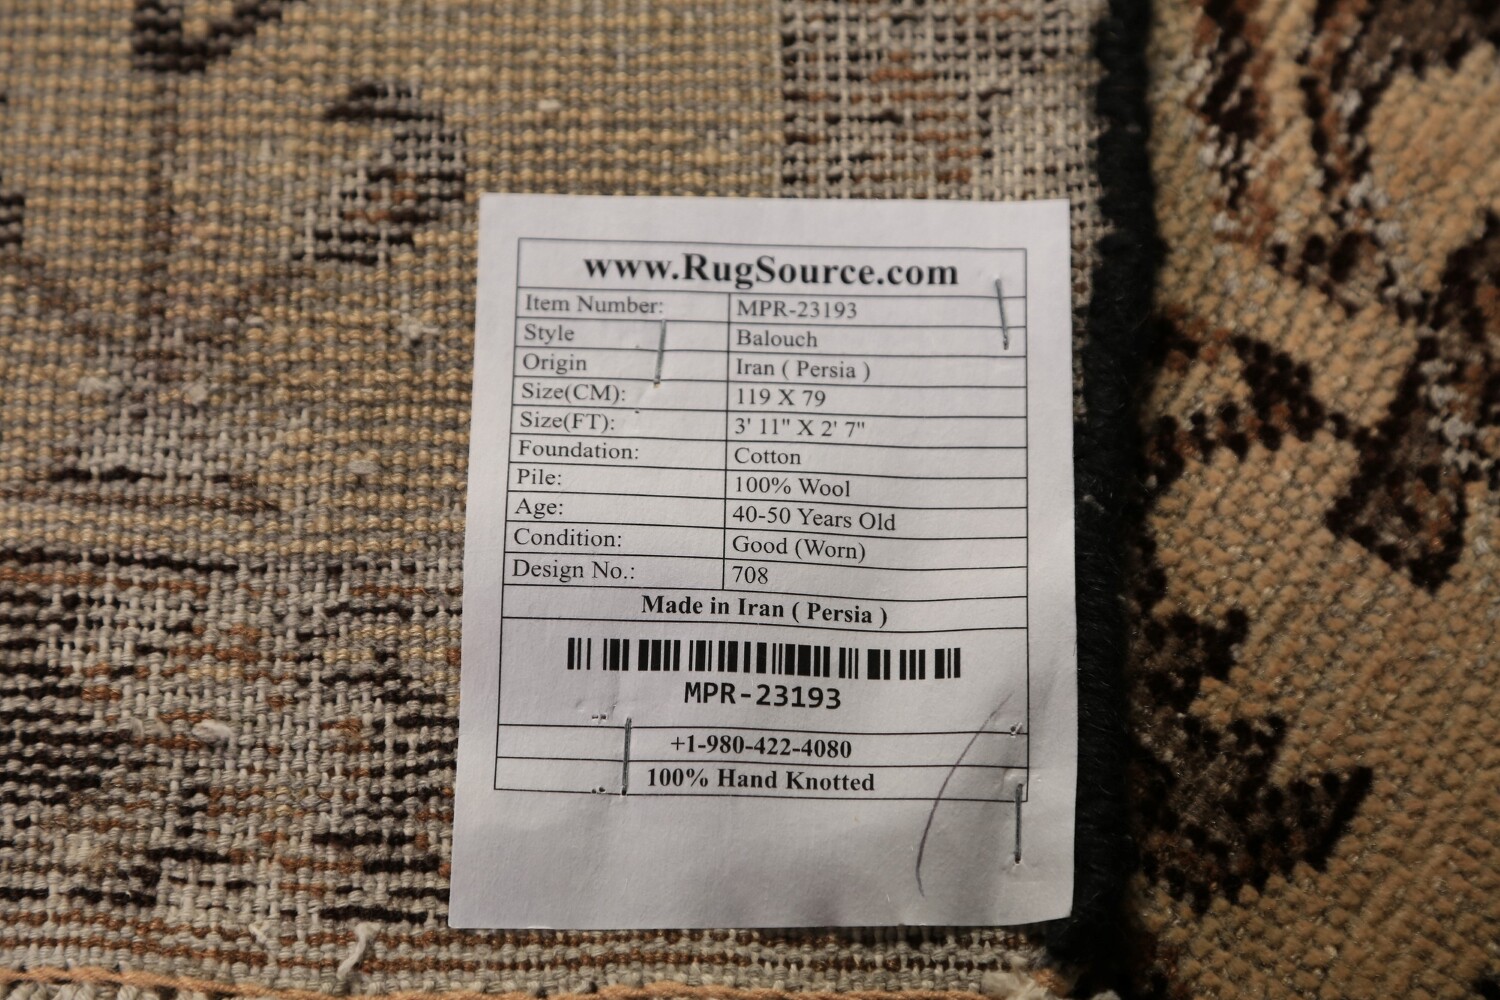 www.RugSource.com
Item Number: MPR-23193
Style Balouch
Origin Iran ( Persia )
Size(CM): 119 X 79
Size(FT): 3' 11" X 2' 7"
Foundation: Cotton
Pile: 100% Wool
Age: 40-50 Years Old
Condition: Good (Worn)
Design No.: 708
Made in Iran ( Persia )
MPR-23193
+1-980-422-4080
100% Hand Knotted